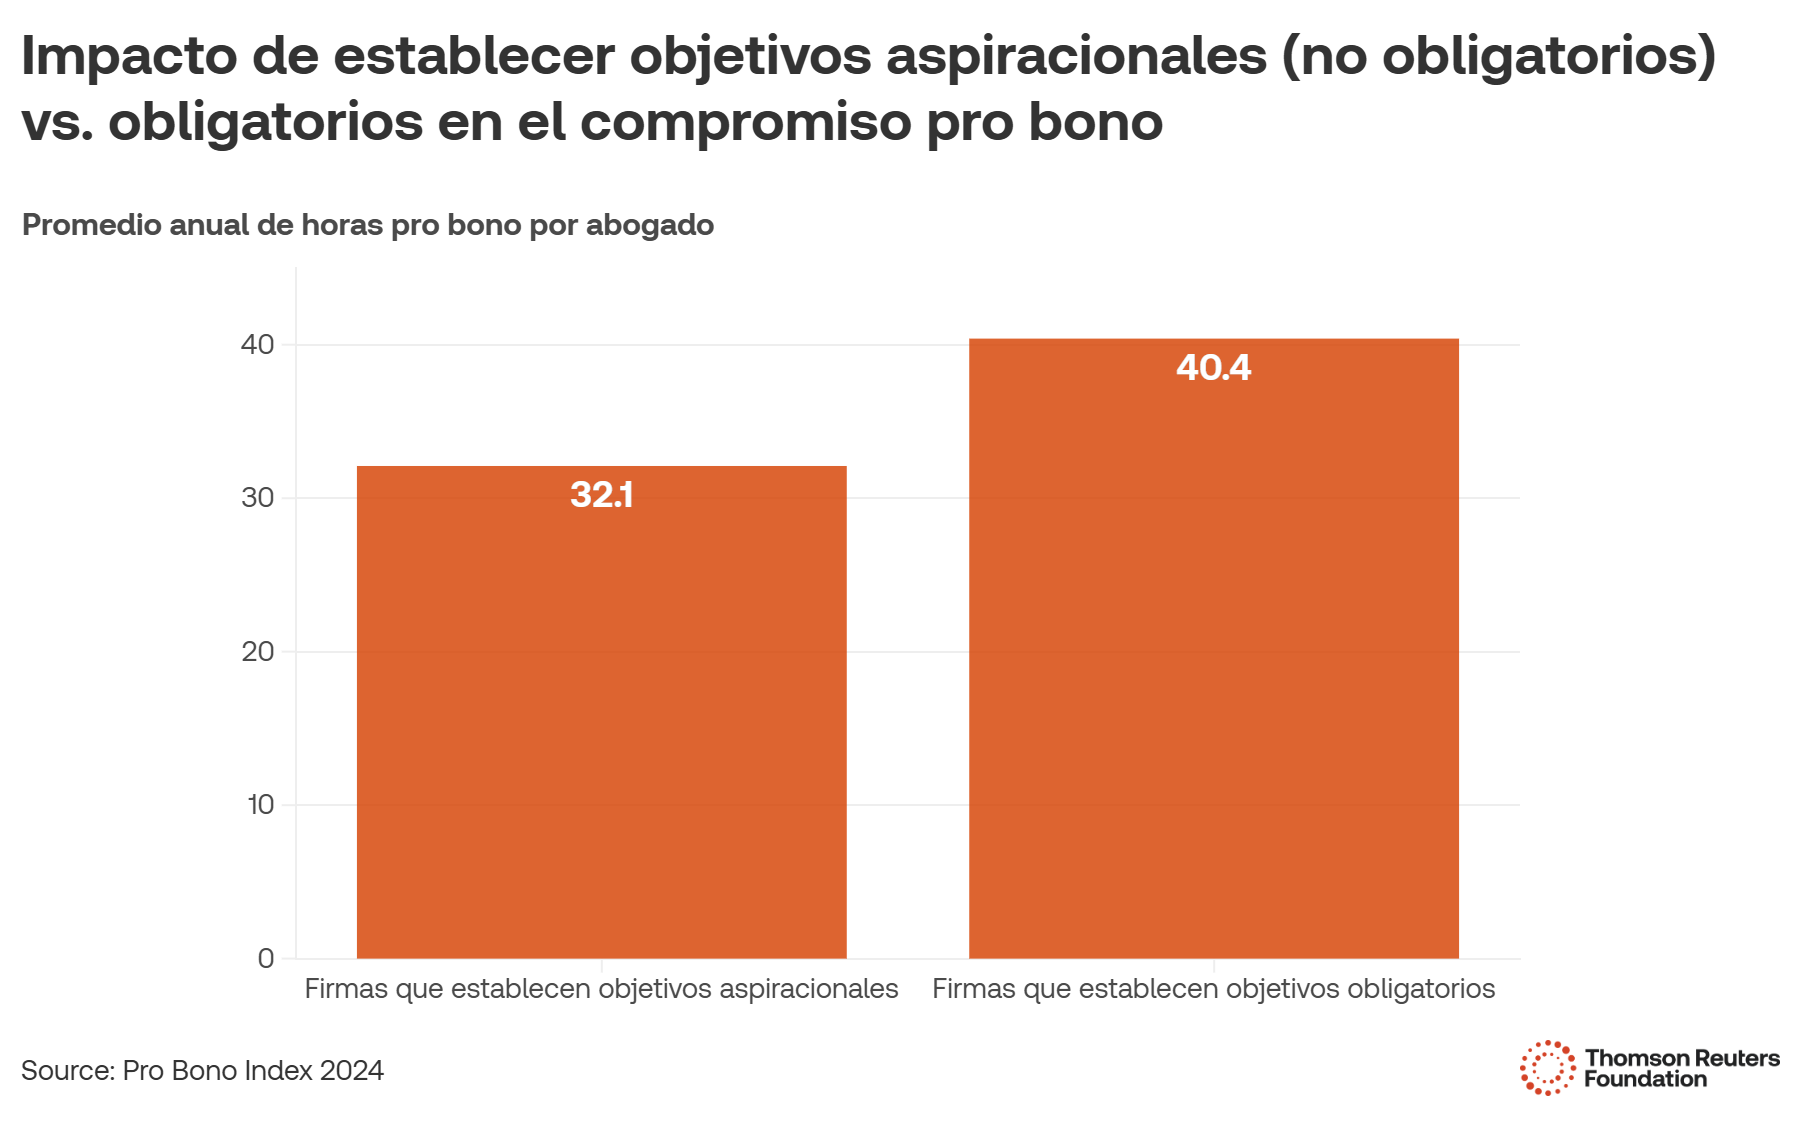 Impacto de establecer objetivos aspiracionales (no obligatorios)
vs. obligatorios en el compromiso pro bono
Promedio anual de horas pro bono por abogado
40
30
20
10
0
32.1
40.4
Firmas que establecen objetivos aspiracionales
Firmas que establecen objetivos obligatorios
Source: Pro Bono Index 2024
Thomson Reuters
Foundation